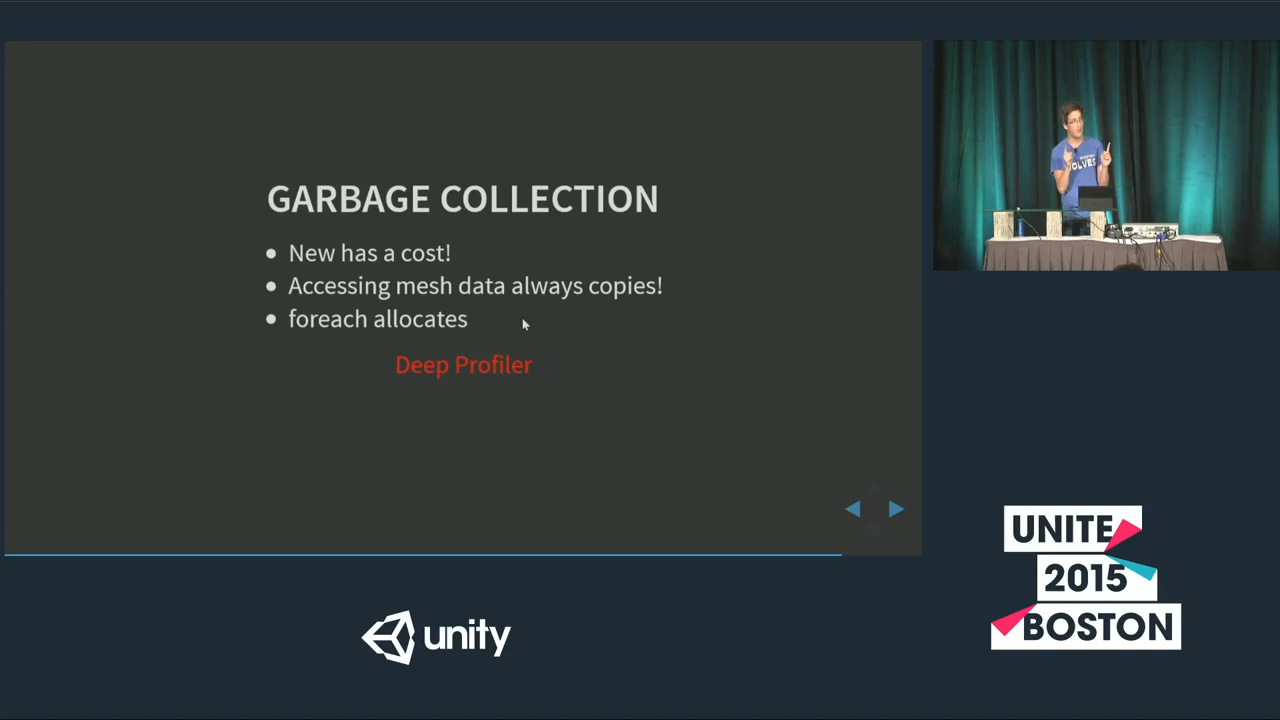 GARBAGE COLLECTION
New has a cost!
Accessing mesh data always copies!
foreach allocates
Deep Profiler
unity
UNITE
2015
BOSTON